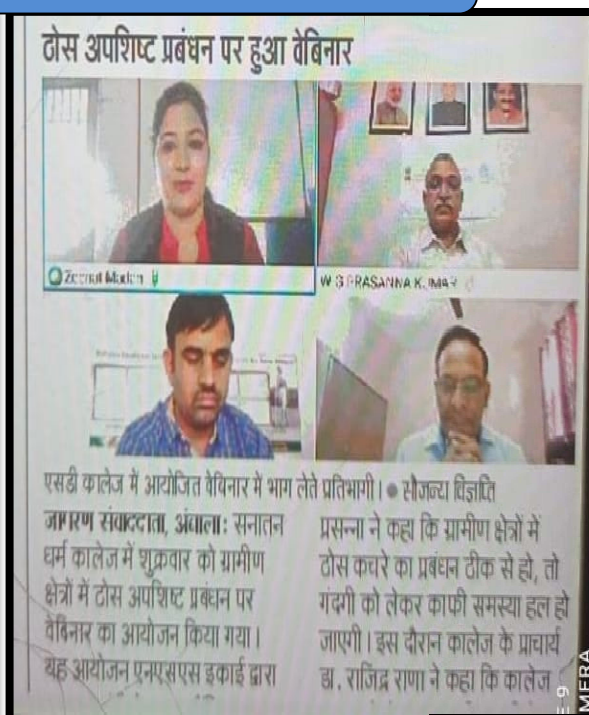 ठोस अपशिष्ट प्रबंधन पर हुआ वेबिनार
W G PRASANNA KUMAR
एसडी कालेज में आयोजित वेबिनार में भाग लेते प्रतिभागी। ● सौजन्य विज्ञप्ति
जागरण संवाददाता, अंबाला: सनातन
धर्म कालेज में शुक्रवार को ग्रामीण
क्षेत्रों में ठोस अपशिष्ट प्रबंधन पर
वेबिनार का आयोजन किया गया।
यह आयोजन एनएसएस इकाई द्वारा
प्रसन्ना ने कहा कि ग्रामीण क्षेत्रों में
ठोस कचरे का प्रबंधन ठीक से हो, तो
गंदगी को लेकर काफी समस्या हल हो
जाएगी। इस दौरान कालेज के प्राचार्य
डा. राजिंद्र राणा ने कहा कि कालेज
E 9
MERA